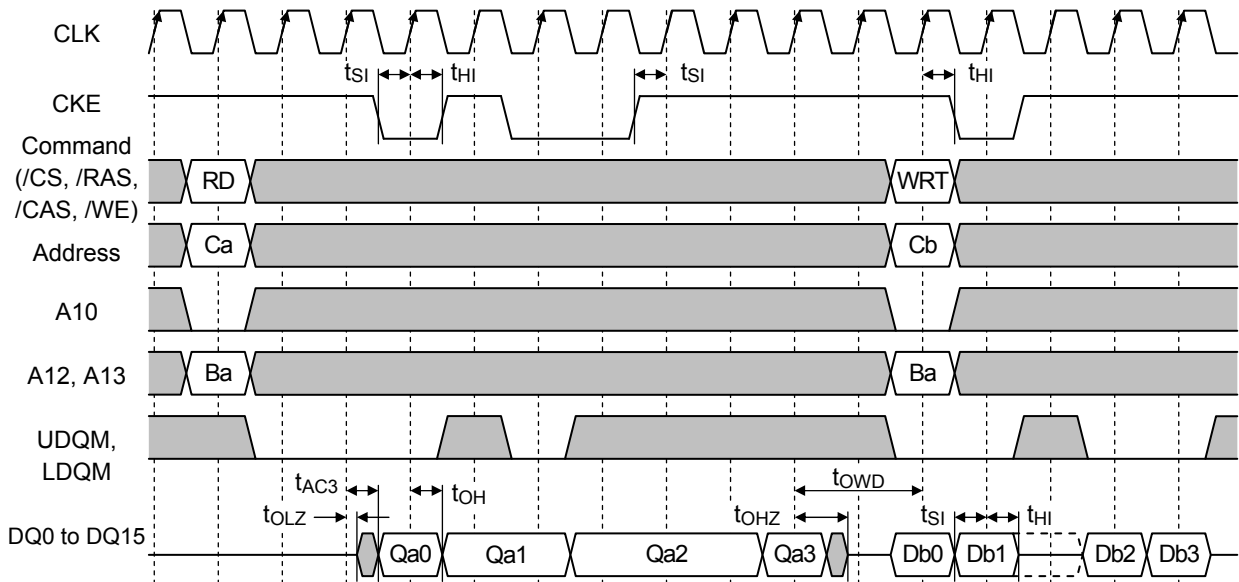 CLK
tSI tHI tSI tHI
CKE
Command
(/CS, /RAS,
/CAS, /WE)
RD WRT
Address
Ca Cb
A10
A12, A13
Ba Ba
UDQM,
LDQM
tAC3 tOH tOWD
tOLZ tOHZ tSI tHI
DQ0 to DQ15
Qa0 Qa1 Qa2 Qa3 Db0 Db1 Db2 Db3